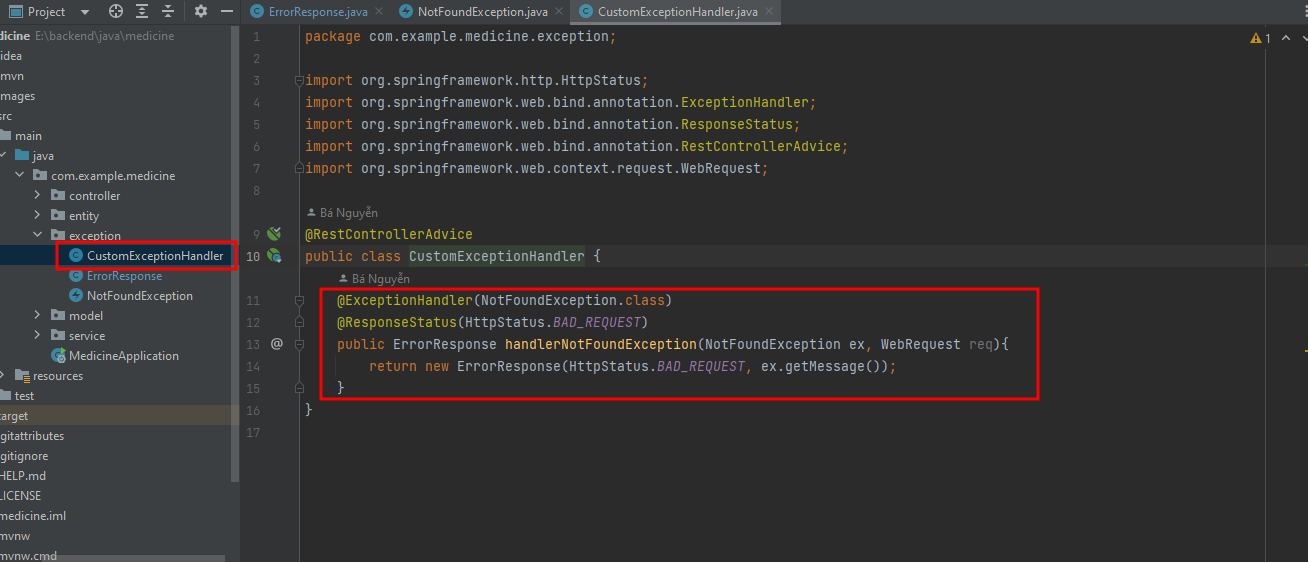 Project
ErrorResponse.java
NotFoundException.java
CustomExceptionHandler.java
edicine E:\backend\java\medicine
idea
mvn
mages
src
main
java
com.example.medicine
controller
entity
exception
CustomExceptionHandler
ErrorResponse
NotFoundException
model
service
MedicineApplication
resources
test
target
gitattributes
gitignore
HELP.md
LICENSE
medicine.iml
mvnw
mvnw.cmd
1 package com.example.medicine.exception;
2
3 import org.springframework.http.HttpStatus;
4 import org.springframework.web.bind.annotation.ExceptionHandler;
5 import org.springframework.web.bind.annotation.ResponseStatus;
6 import org.springframework.web.bind.annotation.RestControllerAdvice;
7 import org.springframework.web.context.request.WebRequest;
8
Bá Nguyễn
9 @RestControllerAdvice
10 public class CustomExceptionHandler {
Bá Nguyễn
11 @ExceptionHandler(NotFoundException.class)
12 @ResponseStatus(HttpStatus.BAD_REQUEST)
13 @ public ErrorResponse handlerNotFoundException(NotFoundException ex, WebRequest req){
14 return new ErrorResponse(HttpStatus.BAD_REQUEST, ex.getMessage());
15 }
16 }
17
1